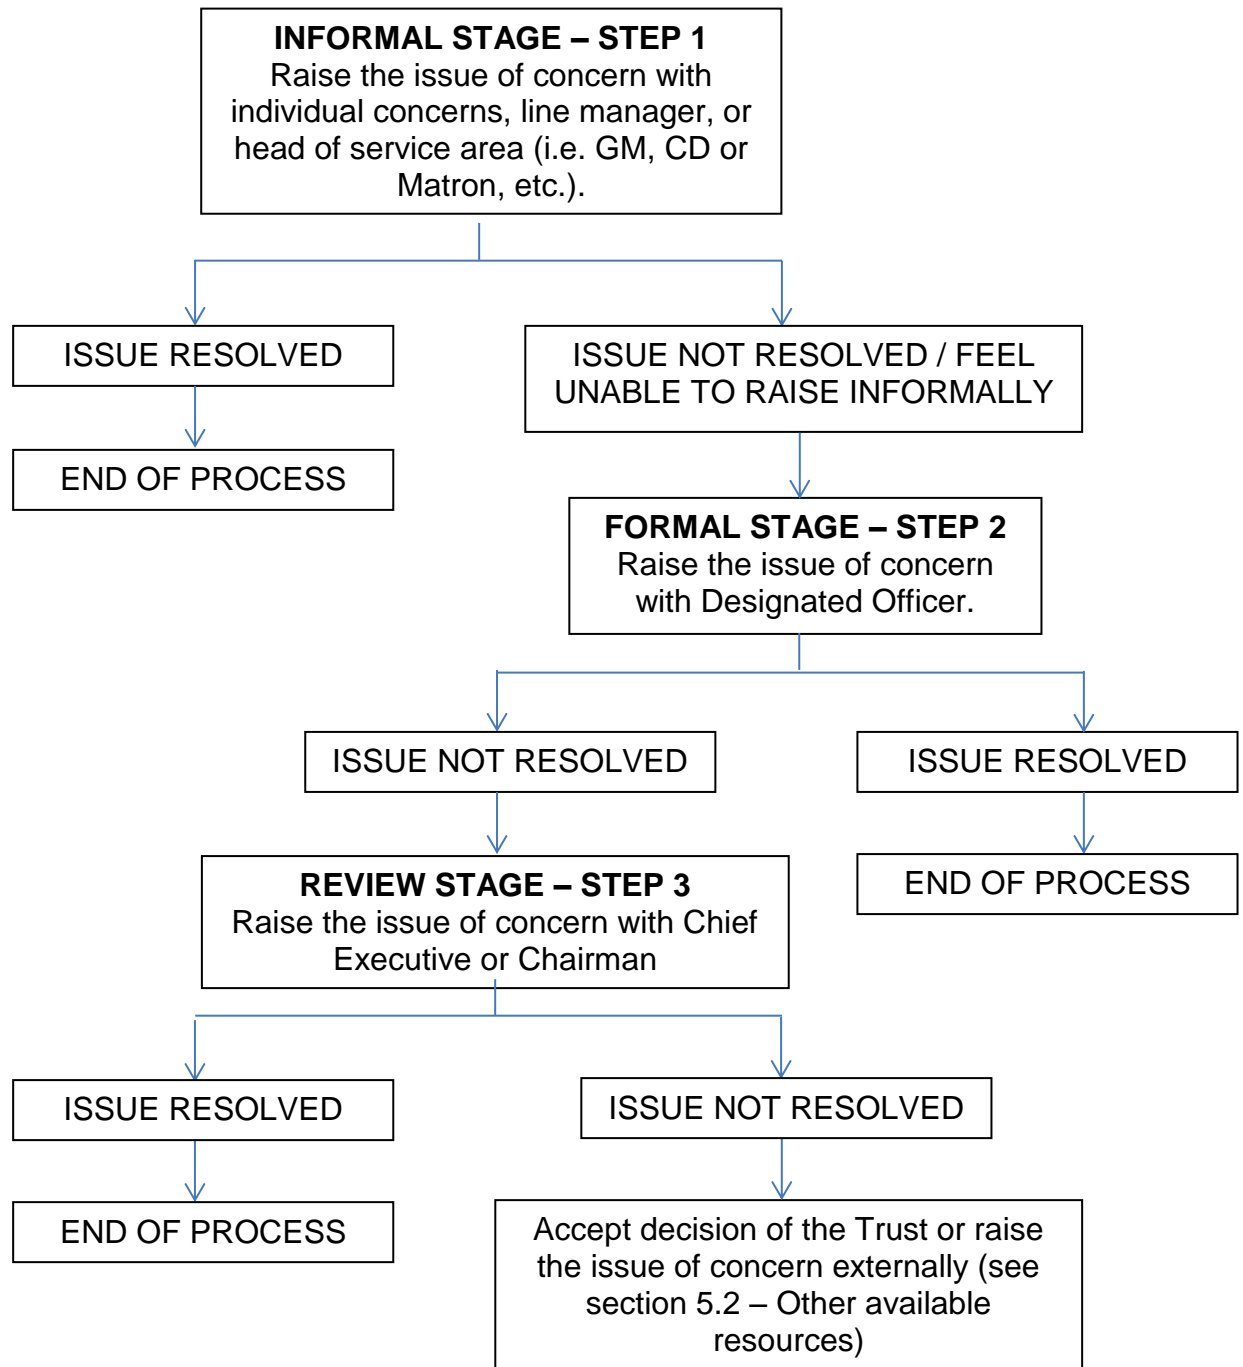 INFORMAL STAGE – STEP 1
Raise the issue of concern with
individual concerns, line manager, or
head of service area (i.e. GM, CD or
Matron, etc.).
ISSUE RESOLVED
END OF PROCESS
ISSUE NOT RESOLVED / FEEL
UNABLE TO RAISE INFORMALLY
FORMAL STAGE – STEP 2
Raise the issue of concern
with Designated Officer.
ISSUE NOT RESOLVED
ISSUE RESOLVED
END OF PROCESS
REVIEW STAGE – STEP 3
Raise the issue of concern with Chief
Executive or Chairman
ISSUE RESOLVED
END OF PROCESS
ISSUE NOT RESOLVED
Accept decision of the Trust or raise
the issue of concern externally (see
section 5.2 – Other available
resources)